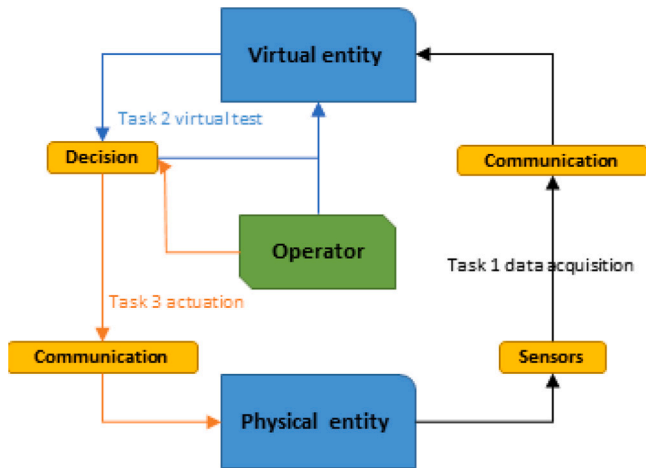 Virtual entity
Task 2 virtual test
Decision
Communication
Operator
Task 1 data acquisition
Task 3 actuation
Communication
Sensors
Physical entity